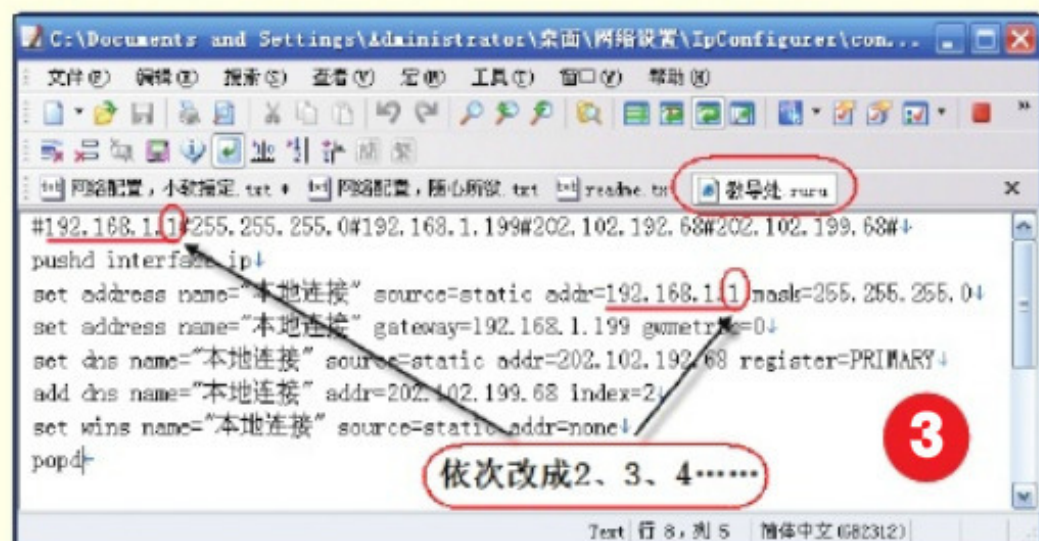 C:\Documents and Settings\Administrator\桌面\网络设置\IpConfigurer\con...
文件(F) 编辑(E) 搜索(S) 查看(V) 宏(M) 工具(T) 窗口(W) 帮助(H)
网络配置，小敏指定.txt 网络配置，随心所欲.txt readme.tx 教导处.ruru
#192.168.1.1#255.255.255.0#192.168.1.199#202.102.192.68#202.102.199.68#↓
pushd interface ip↓
set address name="本地连接" source=static addr=192.168.1.1 mask=255.255.255.0↓
set address name="本地连接" gateway=192.168.1.199 gwmetric=0↓
set dns name="本地连接" source=static addr=202.102.192.68 register=PRIMARY↓
add dns name="本地连接" addr=202.102.199.68 index=2↓
set wins name="本地连接" source=static addr=none↓
popd
依次改成2、3、4……
3
Text 行 8，列 5 简体中文(GB2312)